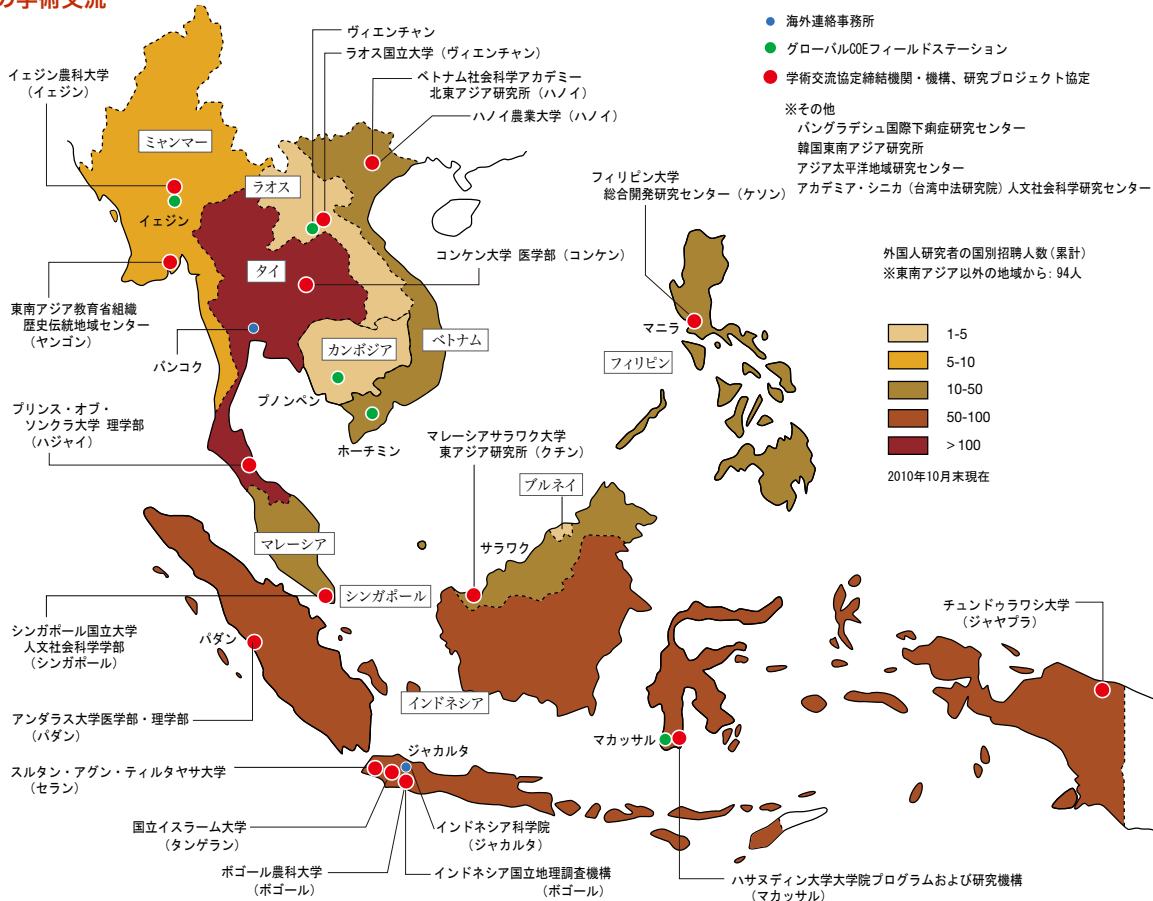 の学術交流
海外連絡事務所
グローバルCOEフィールドステーション
学術交流協定締結機関・機構、研究プロジェクト協定
※その他
バングラデシュ国際下痢症研究センター
韓国東南アジア研究所
アジア太平洋地域研究センター
アカデミア・シニカ（台湾中法研究院）人文社会科学研究センター
ヴィエンチャン
ラオス国立大学（ヴィエンチャン）
ベトナム社会科学アカデミー
北東アジア研究所（ハノイ）
ハノイ農業大学（ハノイ）
イェジン農科大学
（イェジン）
ミャンマー
ラオス
イェジン
フィリピン大学
総合開発研究センター（ケソン）
コンケン大学 医学部（コンケン）
タイ
東南アジア教育省組織
歴史伝統地域センター
（ヤンゴン）
バンコク
カンボジア
ベトナム
マニラ
フィリピン
外国人研究者の国別招聘人数（累計）
※東南アジア以外の地域から：94人
1-5
5-10
10-50
50-100
>100
2010年10月末現在
プノンペン
ホーチミン
プリンス・オブ・
ソンクラ大学 理学部
（ハジャイ）
マレーシアサラワク大学
東アジア研究所（クチン）
ブルネイ
サラワク
マレーシア
シンガポール
シンガポール国立大学
人文社会科学学部
（シンガポール）
パダン
チュンドゥラワシ大学
（ジャヤプラ）
アンダラス大学医学部・理学部
（パダン）
インドネシア
マカッサル
ジャカルタ
スルタン・アグン・ティルタヤサ大学
（セラン）
国立イスラーム大学
（タンゲラン）
インドネシア科学院
（ジャカルタ）
ボゴール農科大学
（ボゴール）
インドネシア国立地理調査機構
（ボゴール）
ハサヌディン大学大学院プログラムおよび研究機構
（マカッサル）